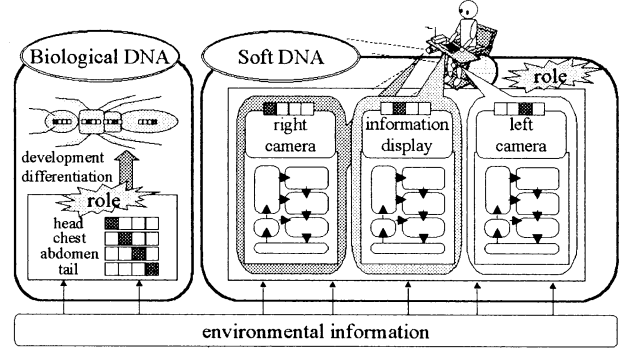 Biological DNA
Soft DNA
role
right
camera
information
display
left
camera
development
differentiation
role
head
chest
abdomen
tail
environmental information